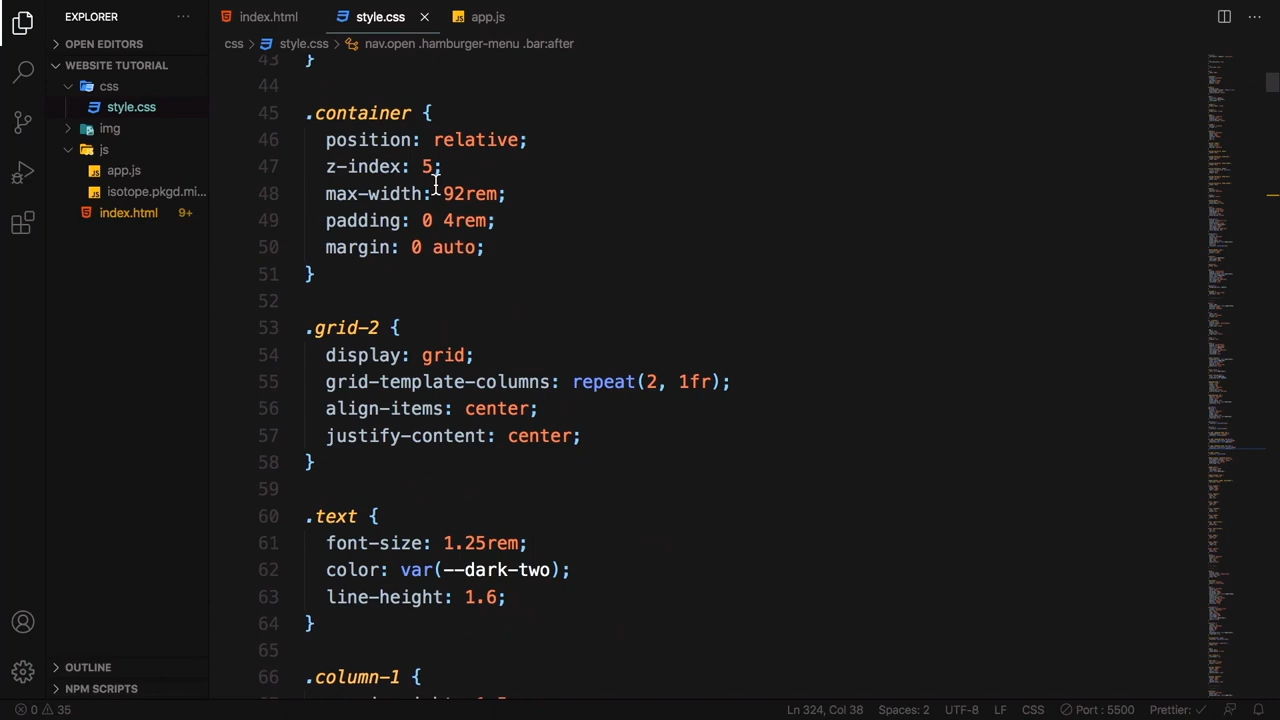 EXPLORER
index.html
style.css
app.js
OPEN EDITORS
css
style.css
nav.open .hamburger-menu .bar:after
WEBSITE TUTORIAL
css
style.css
img
js
app.js
isotope.pkgd.mi...
index.html 9+
43 }
44
45 .container {
46 position: relative;
47 z-index: 5;
48 max-width: 92rem;
49 padding: 0 4rem;
50 margin: 0 auto;
51 }
52
53 .grid-2 {
54 display: grid;
55 grid-template-columns: repeat(2, 1fr);
56 align-items: center;
57 justify-content: center;
58 }
59
60 .text {
61 font-size: 1.25rem;
62 color: var(--dark-two);
63 line-height: 1.6;
64 }
65
66 .column-1 {
OUTLINE
NPM SCRIPTS
0 35 Ln 324, Col 38 Spaces: 2 UTF-8 LF CSS Port : 5500 Prettier: ✓